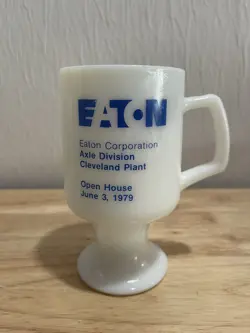 EATON
Eaton Corporation
Axle Division
Cleveland Plant
Open House
June 3, 1979